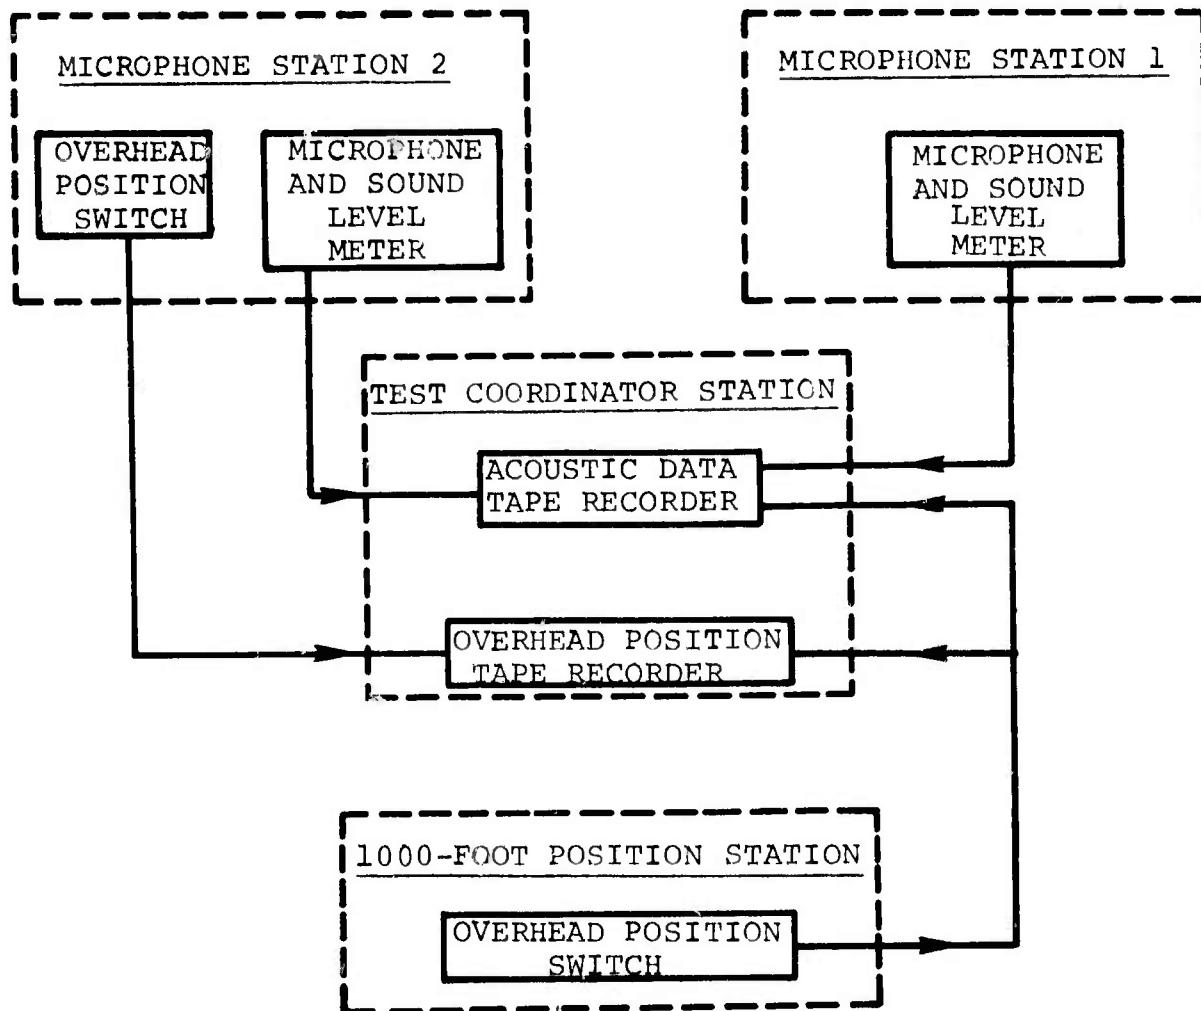 MICROPHONE STATION 2
OVERHEAD
POSITION
SWITCH
MICROPHONE
AND SOUND
LEVEL
METER
MICROPHONE STATION 1
MICROPHONE
AND SOUND
LEVEL
METER
TEST COORDINATOR STATION
ACOUSTIC DATA
TAPE RECORDER
OVERHEAD POSITION
TAPE RECORDER
1000-FOOT POSITION STATION
OVERHEAD POSITION
SWITCH